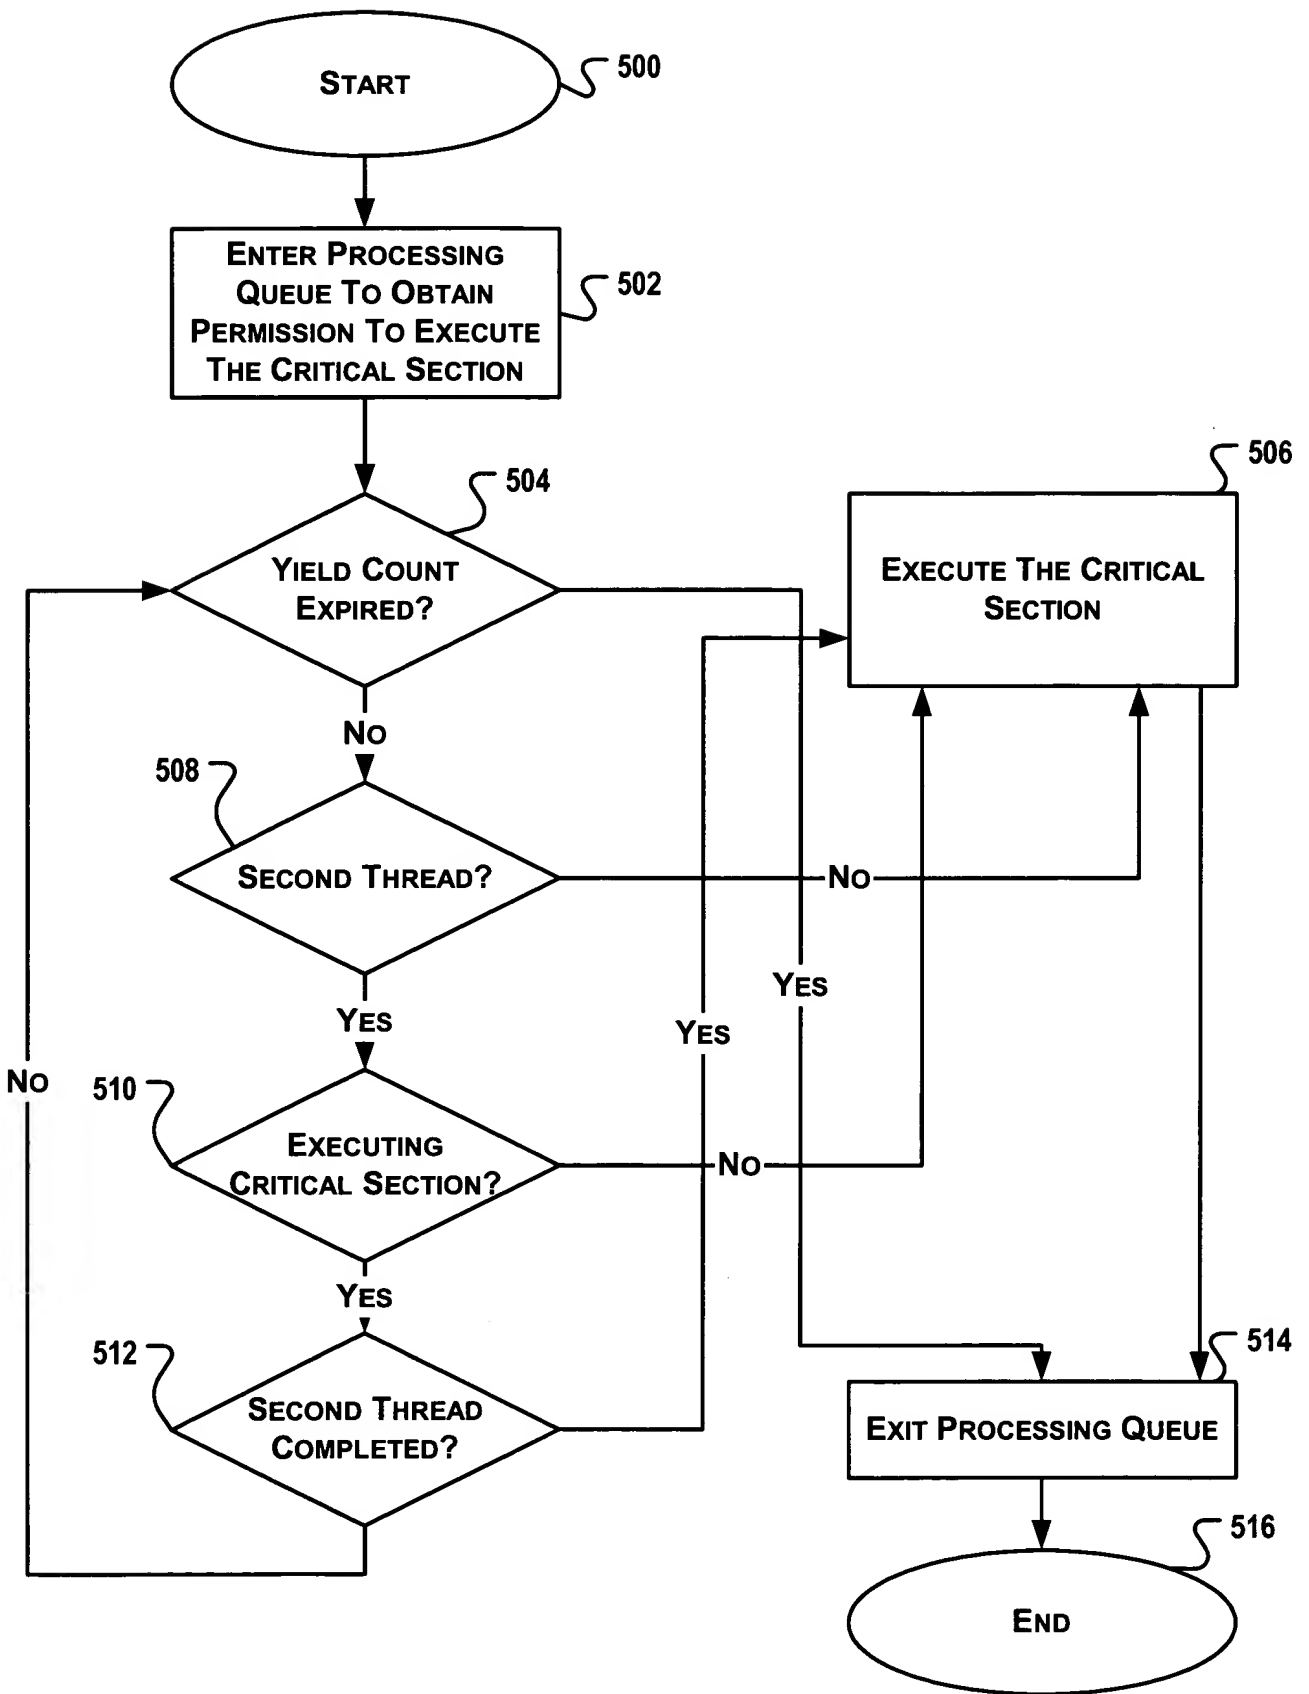 START
500
ENTER PROCESSING
QUEUE TO OBTAIN
PERMISSION TO EXECUTE
THE CRITICAL SECTION
502
504
YIELD COUNT
EXPIRED?
506
EXECUTE THE CRITICAL
SECTION
NO
508
SECOND THREAD?
NO
YES
YES
YES
NO
510
EXECUTING
CRITICAL SECTION?
NO
YES
512
SECOND THREAD
COMPLETED?
514
EXIT PROCESSING QUEUE
516
END